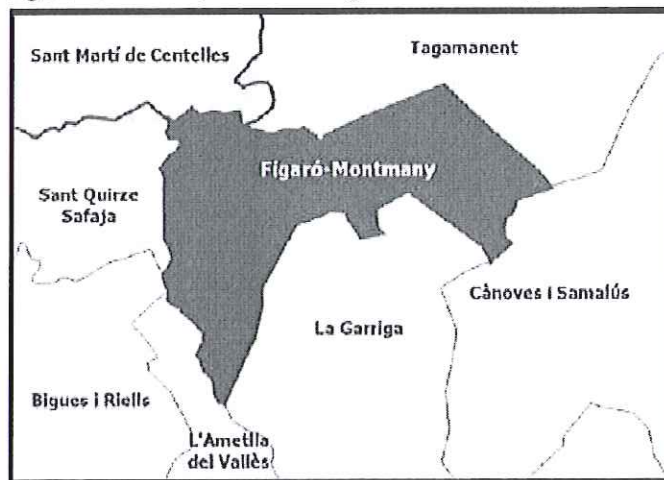 Sant Martí de Centelles
Tagamanent
Figaró-Montmany
Sant Quirze
Safaja
Cànoves i Samalús
La Garriga
Bigues i Riells
L'Ametlla
del Vallès